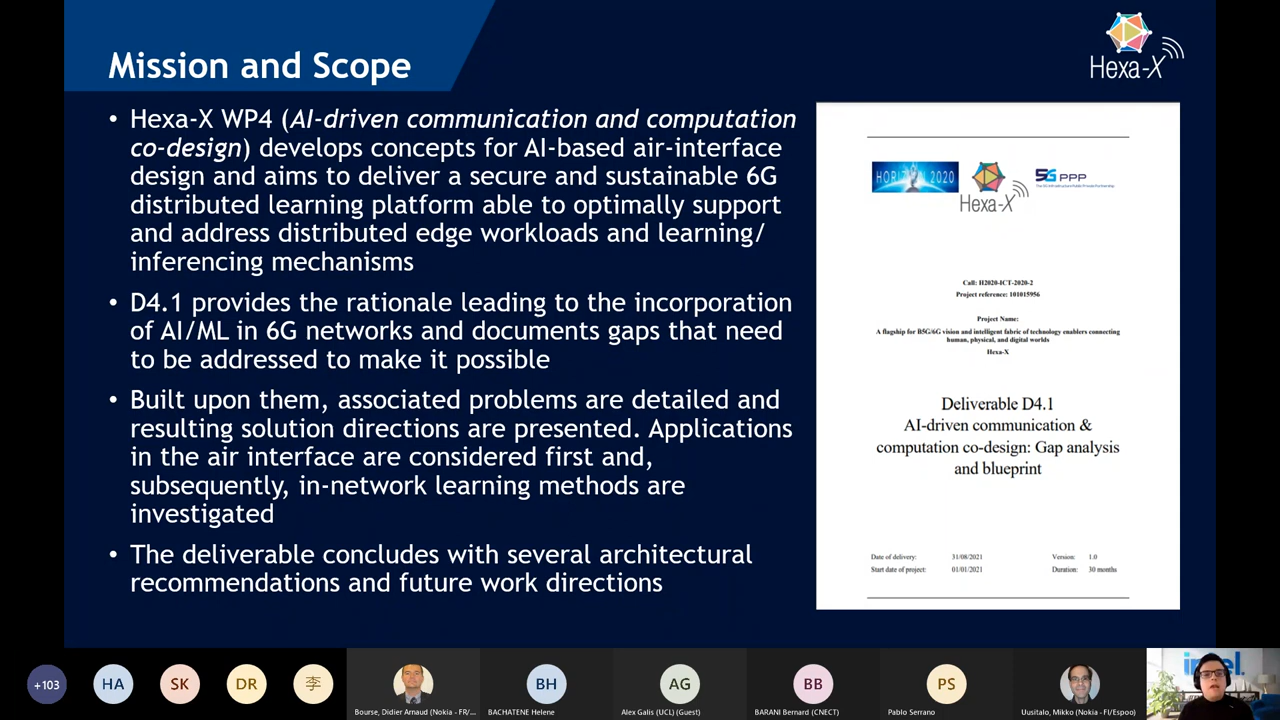 Mission and Scope
Hexa-X
• Hexa-X WP4 (AI-driven communication and computation
co-design) develops concepts for AI-based air-interface
design and aims to deliver a secure and sustainable 6G
distributed learning platform able to optimally support
and address distributed edge workloads and learning/
inferencing mechanisms
• D4.1 provides the rationale leading to the incorporation
of AI/ML in 6G networks and documents gaps that need
to be addressed to make it possible
• Built upon them, associated problems are detailed and
resulting solution directions are presented. Applications
in the air interface are considered first and,
subsequently, in-network learning methods are
investigated
• The deliverable concludes with several architectural
recommendations and future work directions
HORIZON 2020
Hexa-X
5G PPP
The 5G Infrastructure Public Private Partnership
Call: H2020-ICT-2020-2
Project reference: 101015956
Project Name:
A flagship for B5G/6G vision and intelligent fabric of technology enablers connecting
human, physical, and digital worlds
Hexa-X
Deliverable D4.1
AI-driven communication &
computation co-design: Gap analysis
and blueprint
Date of delivery: 31/08/2021 Version: 1.0
Start date of project: 01/01/2021 Duration: 30 months
+103
HA
SK
DR
李
Bourse, Didier Arnaud (Nokia - FR/...
BH
BACHATENE Helene
AG
Alex Galis (UCL) (Guest)
BB
BARANI Bernard (CNECT)
PS
Pablo Serrano
Uusitalo, Mikko (Nokia - FI/Espoo)
intel.